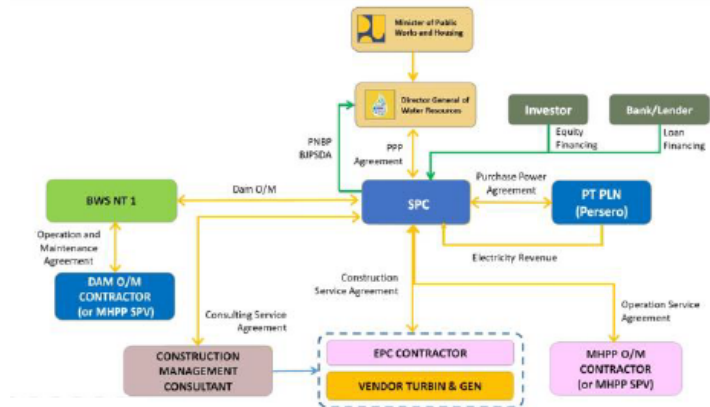 Minister of Public
Works and Housing
Director General of
Water Resources
PNBP
BJPSDA
PPP
Agreement
Investor
Bank/Lender
Equity
Financing
Loan
Financing
BWS NT 1
Dam O/M
SPC
Purchase Power
Agreement
PT PLN
(Persero)
Operation and
Maintenance
Agreement
Electricity Revenue
DAM O/M
CONTRACTOR
(or MHPP SPV)
Construction
Service Agreement
Consulting Service
Agreement
Operation Service
Agreement
CONSTRUCTION
MANAGEMENT
CONSULTANT
EPC CONTRACTOR
VENDOR TURBIN & GEN
MHPP O/M
CONTRACTOR
(or MHPP SPV)